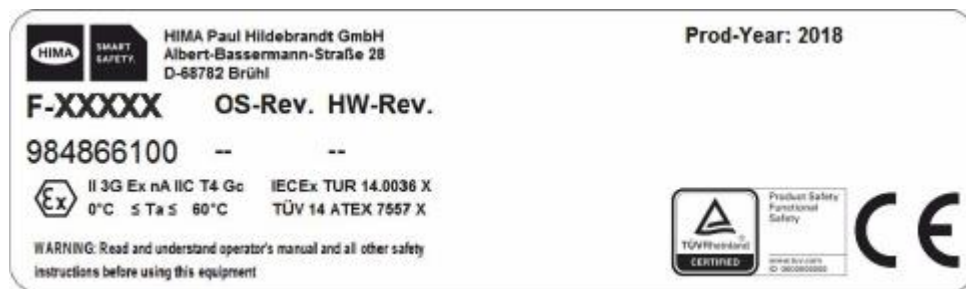 HIMA
SMART
SAFETY.
HIMA Paul Hildebrandt GmbH
Albert-Bassermann-Straße 28
D-68782 Brühl
Prod-Year: 2018
F-XXXXX OS-Rev. HW-Rev.
984866100 -- --
Ex
II 3G Ex nA IIC T4 Gc IECEx TUR 14.0036 X
0°C ≤ Ta ≤ 60°C TÜV 14 ATEX 7557 X
WARNING: Read and understand operator's manual and all other safety
instructions before using this equipment
TÜVRheinland
CERTIFIED
Product Safety
Functional
Safety
www.tuv.com
CE